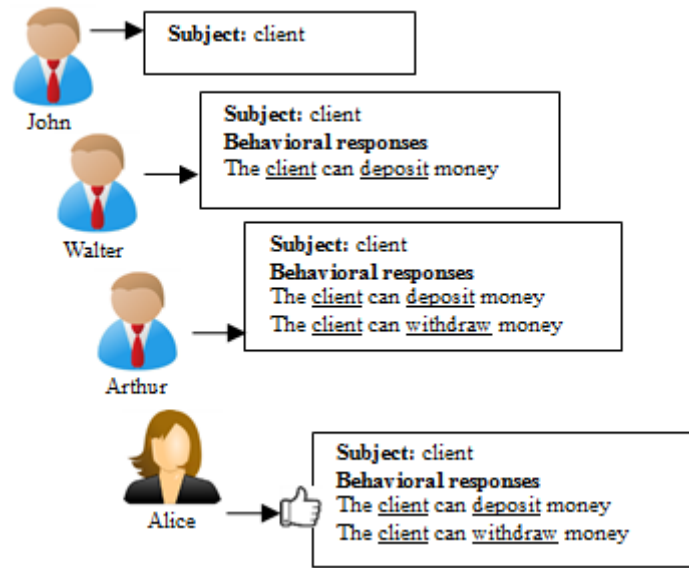 Subject: client
John
Subject: client
Behavioral responses
The client can deposit money
Walter
Subject: client
Behavioral responses
The client can deposit money
The client can withdraw money
Arthur
Subject: client
Behavioral responses
The client can deposit money
The client can withdraw money
Alice